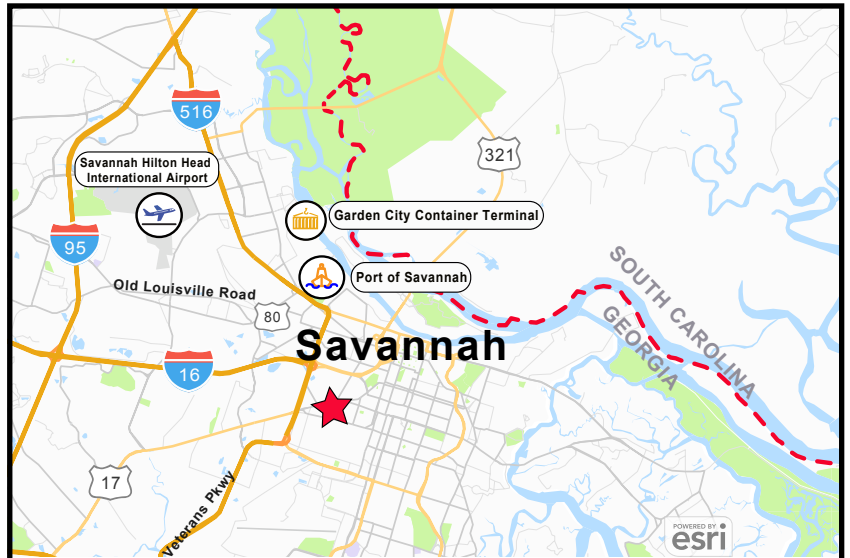 516
321
Savannah Hilton Head
International Airport
Garden City Container Terminal
95
Port of Savannah
Old Louisville Road
80
SOUTH CAROLINA
GEORGIA
Savannah
16
17
Veterans Pkwy
POWERED BY
esri